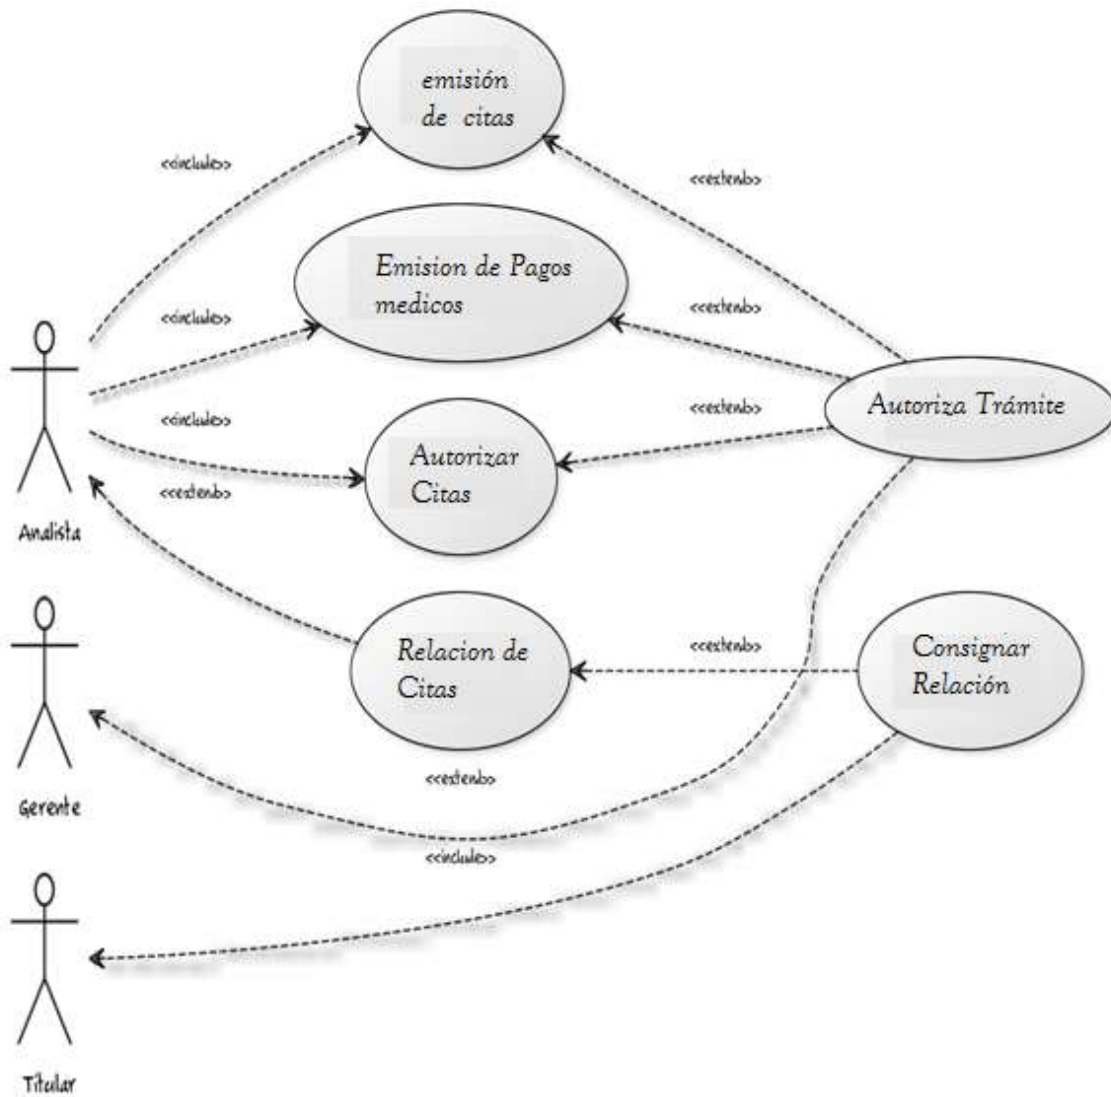 emisión
de citas
<<include>>
<<extend>>
Emision de Pagos
medicos
<<include>>
<<extend>>
Autoriza Trámite
<<include>>
<<extend>>
Autorizar
Citas
<<extend>>
Analista
Relacion de
Citas
<<extend>>
Consignar
Relación
<<extend>>
Gerente
<<include>>
Titular